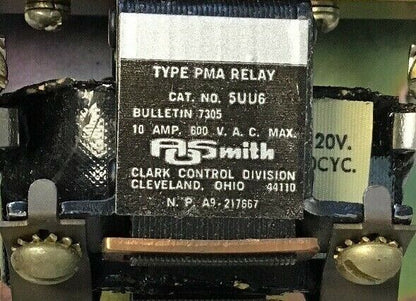 TYPE PMA RELAY
CAT. NO. 5UU6
BULLETIN 7305
10 AMP. 600 V. A.C. MAX.
AOSmith
CLARK CONTROL DIVISION
CLEVELAND, OHIO 44110
N. P. A9-217667
20V.
CYC.